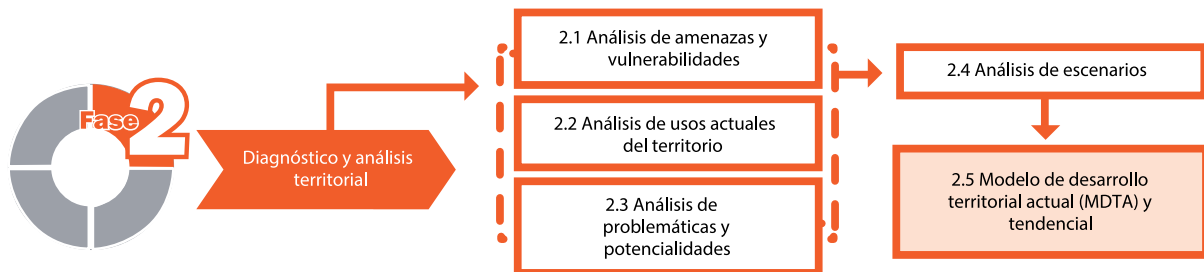 Fase 2
Diagnóstico y análisis
territorial
2.1 Análisis de amenazas y
vulnerabilidades
2.2 Análisis de usos actuales
del territorio
2.3 Análisis de
problemáticas y
potencialidades
2.4 Análisis de escenarios
2.5 Modelo de desarrollo
territorial actual (MDTA) y
tendencial